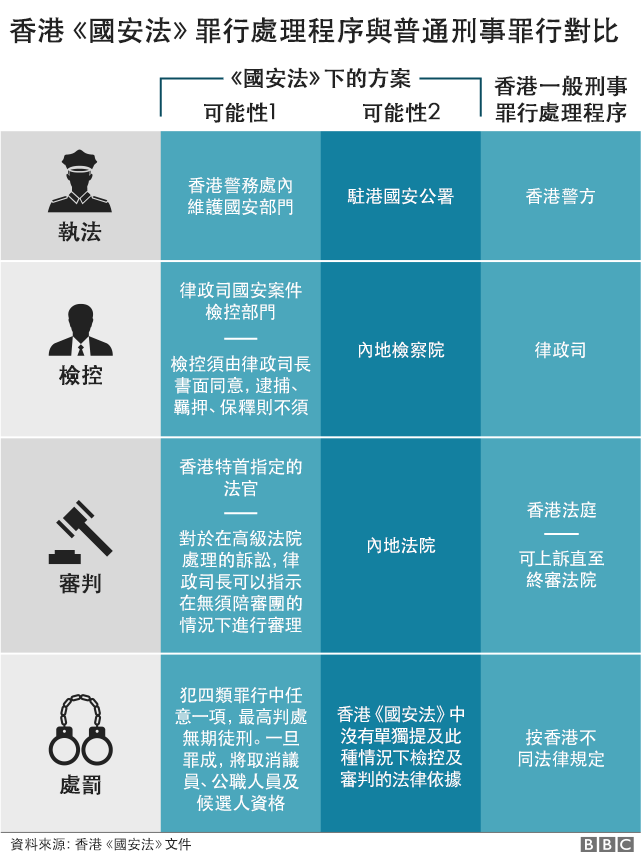 香港《國安法》罪行處理程序與普通刑事罪行對比
《國安法》下的方案
可能性1
可能性2
香港一般刑事
罪行處理程序
執法
香港警務處內
維護國安部門
駐港國安公署
香港警方
檢控
律政司國安案件
檢控部門
檢控須由律政司長
書面同意，逮捕、
羈押、保釋則不須
內地檢察院
律政司
審判
香港特首指定的
法官
對於在高級法院
處理的訴訟，律
政司長可以指示
在無須陪審團的
情況下進行審理
內地法院
香港法庭
可上訴直至
終審法院
處罰
犯四類罪行中任
意一項，最高判處
無期徒刑。一旦
罪成，將取消議
員、公職人員及
候選人資格
香港《國安法》中
沒有單獨提及此
種情況下檢控及
審判的法律依據
按香港不
同法律規定
資料來源：香港《國安法》文件
BBC